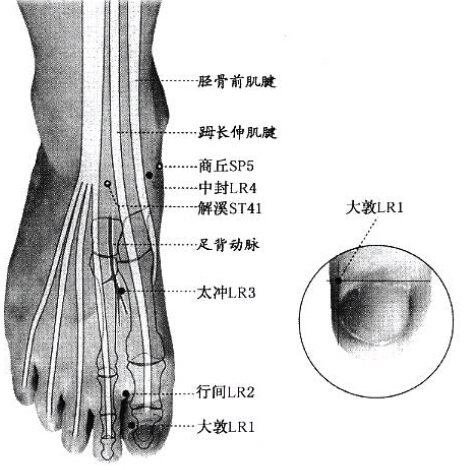 胫骨前肌腱
踇长伸肌腱
商丘SP5
中封LR4
解溪ST41
大敦LR1
足背动脉
太冲LR3
行间LR2
大敦LR1